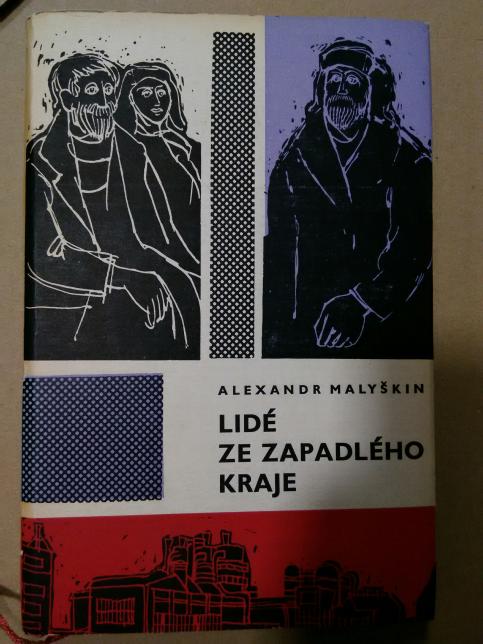 ALEXANDR MALYŠKIN
LIDÉ
ZE ZAPADLÉHO
KRAJE